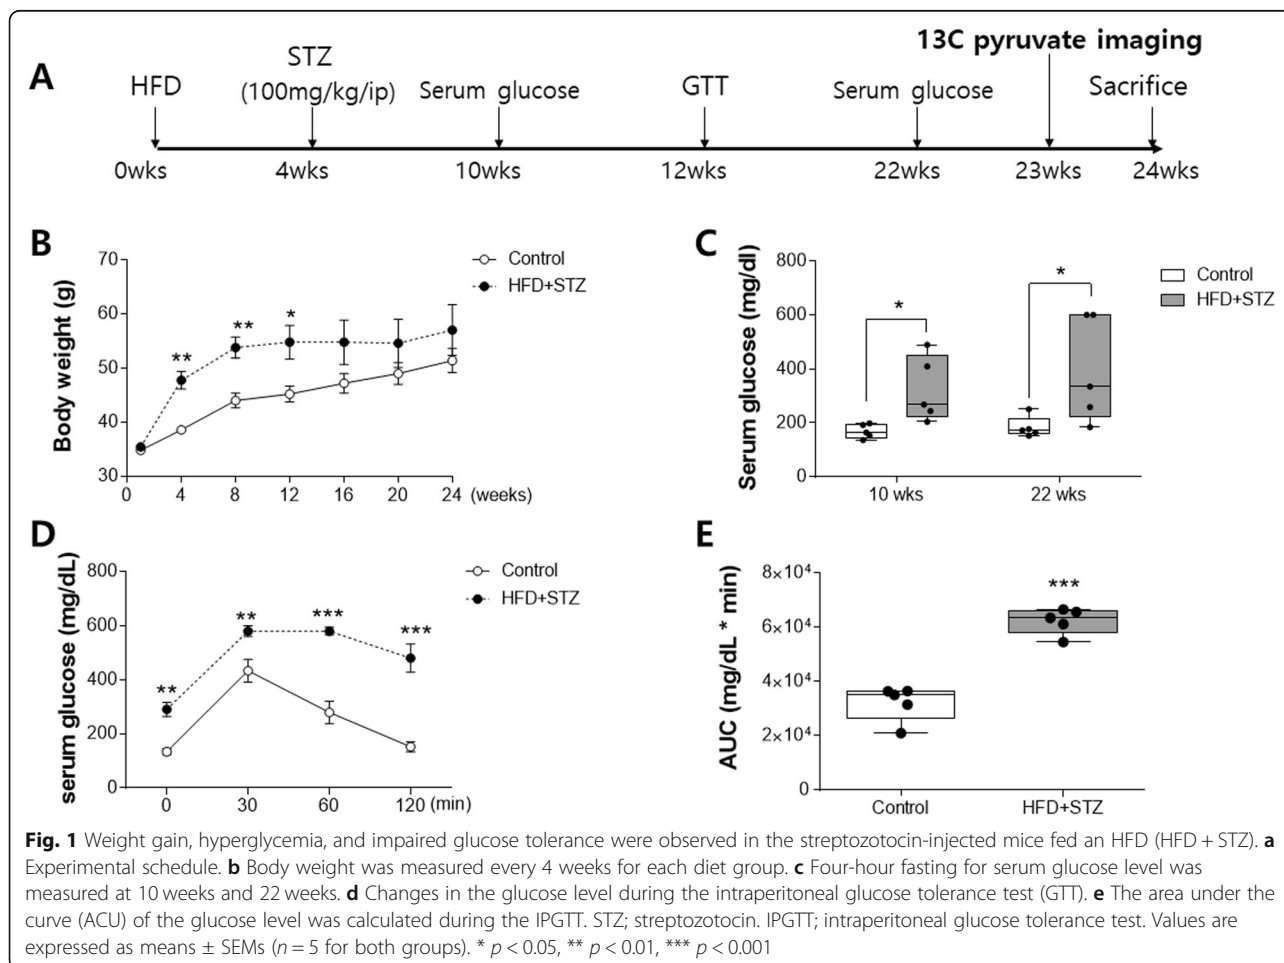 A
HFD
STZ
(100mg/kg/ip)
Serum glucose
GTT
Serum glucose
13C pyruvate imaging
Sacrifice
0wks
4wks
10wks
12wks
22wks
23wks
24wks
B
Body weight (g)
70
60
50
40
30
** ** *
0 4 8 12 16 20 24 (weeks)
Control
HFD+STZ
C
Serum glucose (mg/dl)
800
600
400
200
0
* *
10 wks 22 wks
Control
HFD+STZ
D
serum glucose (mg/dL)
800
600
400
200
0
** ** *** ***
0 30 60 120 (min)
Control
HFD+STZ
E
AUC (mg/dL * min)
8×10⁴
6×10⁴
4×10⁴
2×10⁴
0
***
Control HFD+STZ
Fig. 1 Weight gain, hyperglycemia, and impaired glucose tolerance were observed in the streptozotocin-injected mice fed an HFD (HFD + STZ). a
Experimental schedule. b Body weight was measured every 4 weeks for each diet group. c Four-hour fasting for serum glucose level was
measured at 10 weeks and 22 weeks. d Changes in the glucose level during the intraperitoneal glucose tolerance test (GTT). e The area under the
curve (ACU) of the glucose level was calculated during the IPGTT. STZ; streptozotocin. IPGTT; intraperitoneal glucose tolerance test. Values are
expressed as means ± SEMs (n = 5 for both groups). * p < 0.05, ** p < 0.01, *** p < 0.001